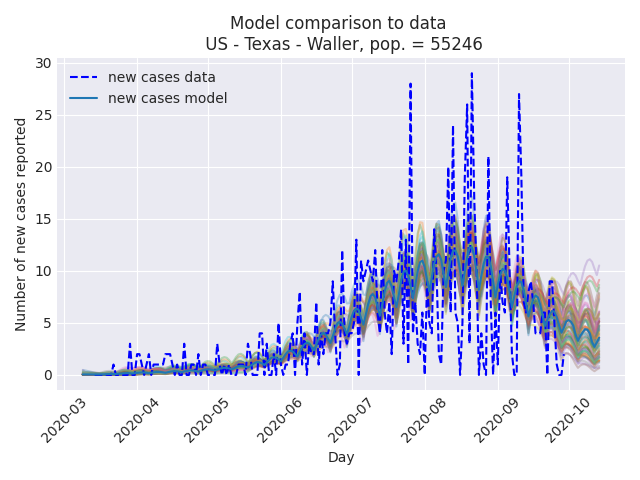 Model comparison to data
US - Texas - Waller, pop. = 55246
new cases data
new cases model
Number of new cases reported
30
25
20
15
10
5
0
2020-03
2020-04
2020-05
2020-06
2020-07
2020-08
2020-09
2020-10
Day